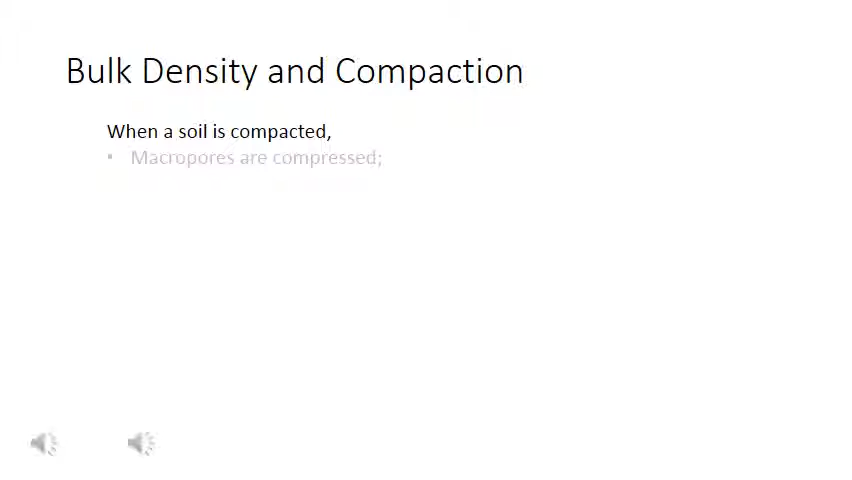 Bulk Density and Compaction
When a soil is compacted,
• Macropores are compressed;